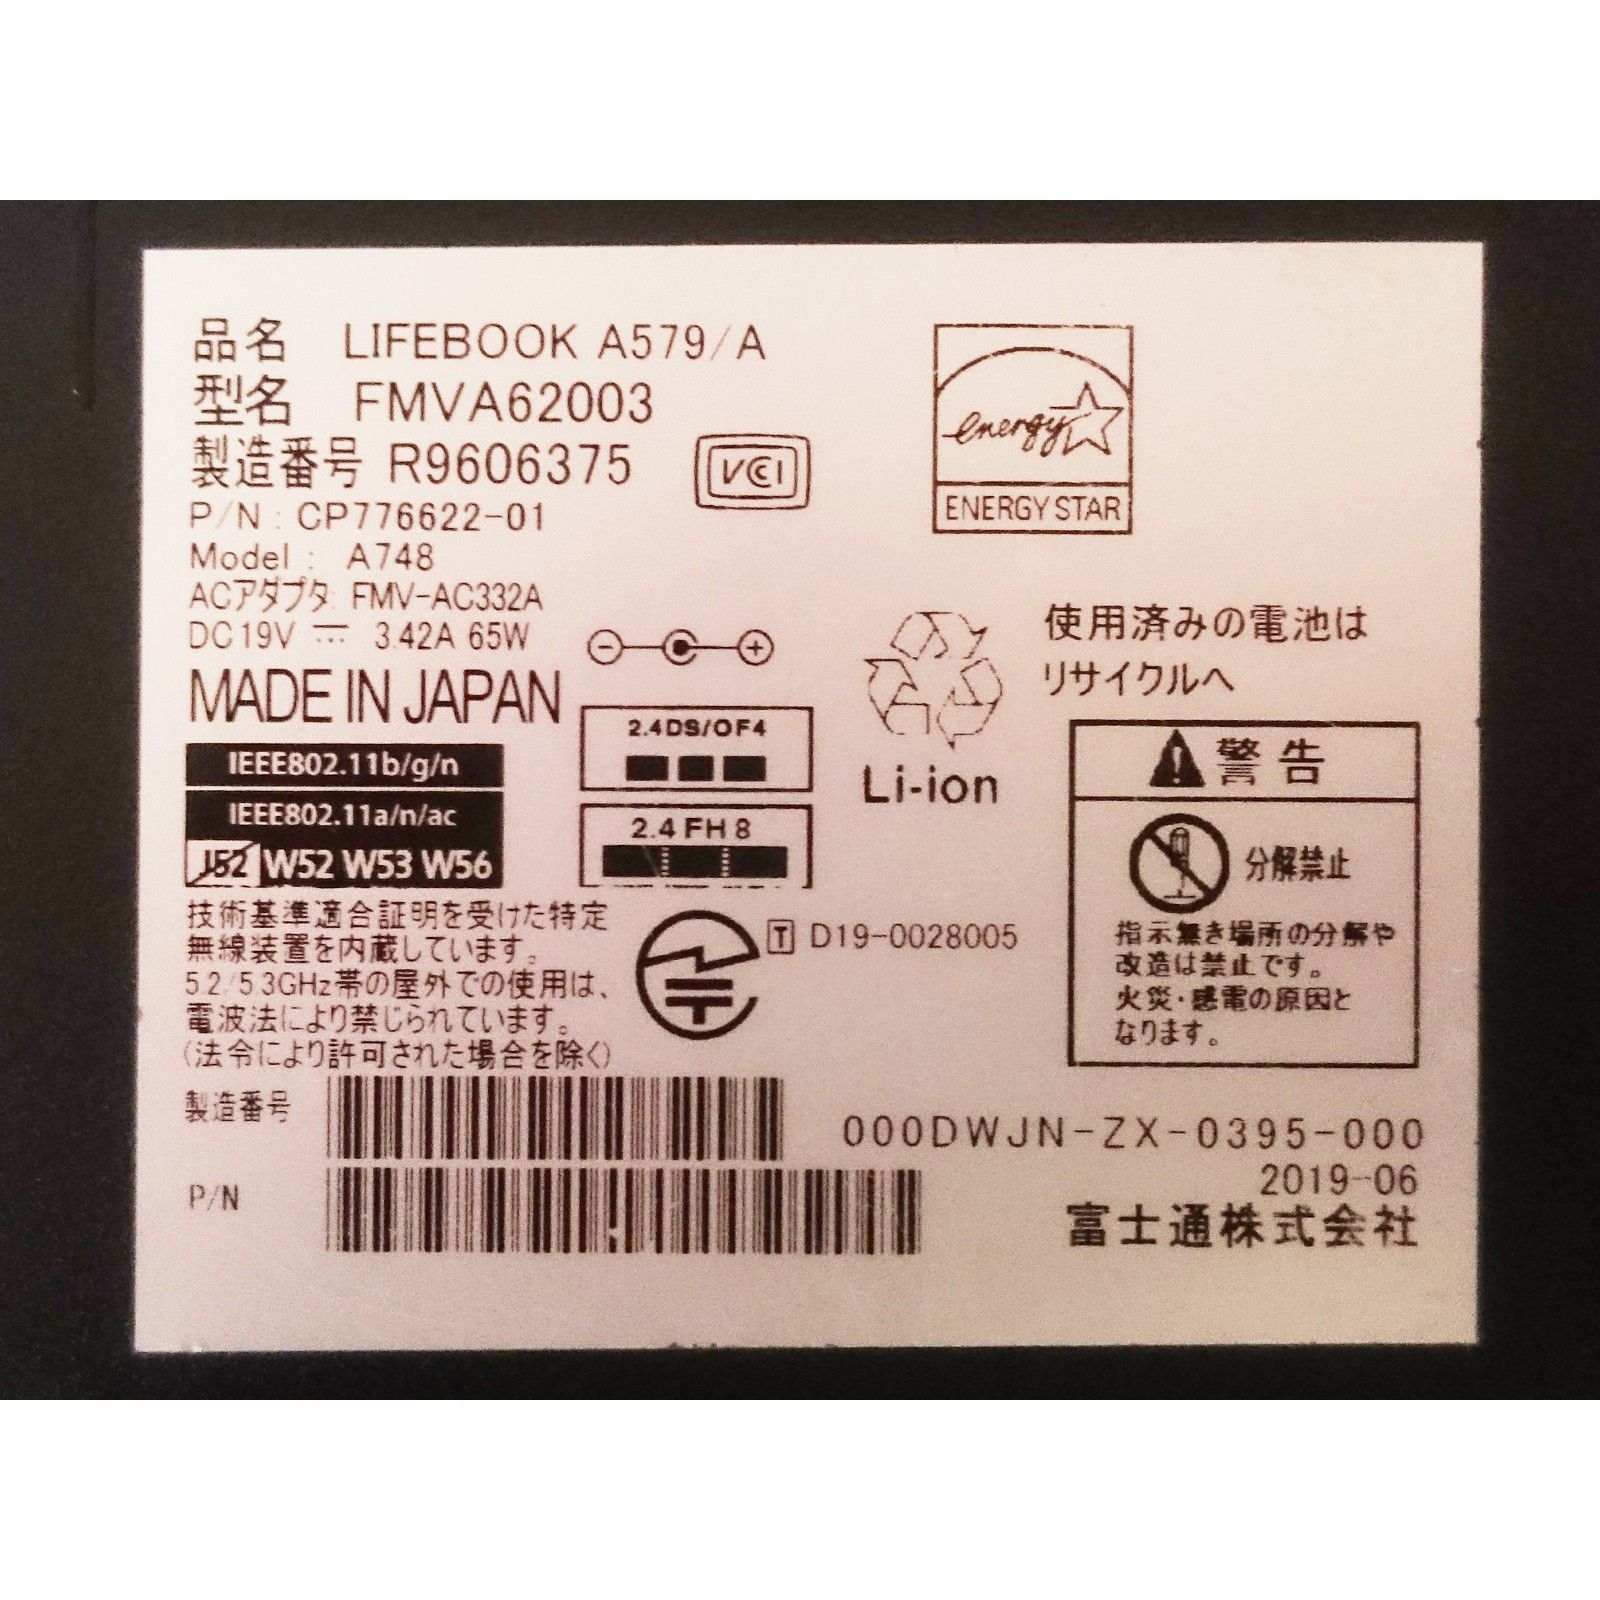 品名 LIFEBOOK A579/A
型名 FMVA62003
製造番号 R9606375
VCCI
P/N : CP776622-01
Model : A748
ACアダプタ: FMV-AC332A
DC19V ⎓ 3.42A 65W
MADE IN JAPAN
energy
ENERGY STAR
使用済みの電池は
リサイクルへ
Li-ion
2.4DS/OF4
2.4FH8
IEEE802.11b/g/n
IEEE802.11a/n/ac
J52 W52 W53 W56
警告
分解禁止
指示無き場所の分解や
改造は禁止です。
火災・感電の原因と
なります。
技術基準適合証明を受けた特定
無線装置を内蔵しています。
5.2/5.3GHz帯の屋外での使用は、
電波法により禁じられています。
(法令により許可された場合を除く)
T D19-0028005
製造番号
P/N
000DWJN-ZX-0395-000
2019-06
富士通株式会社